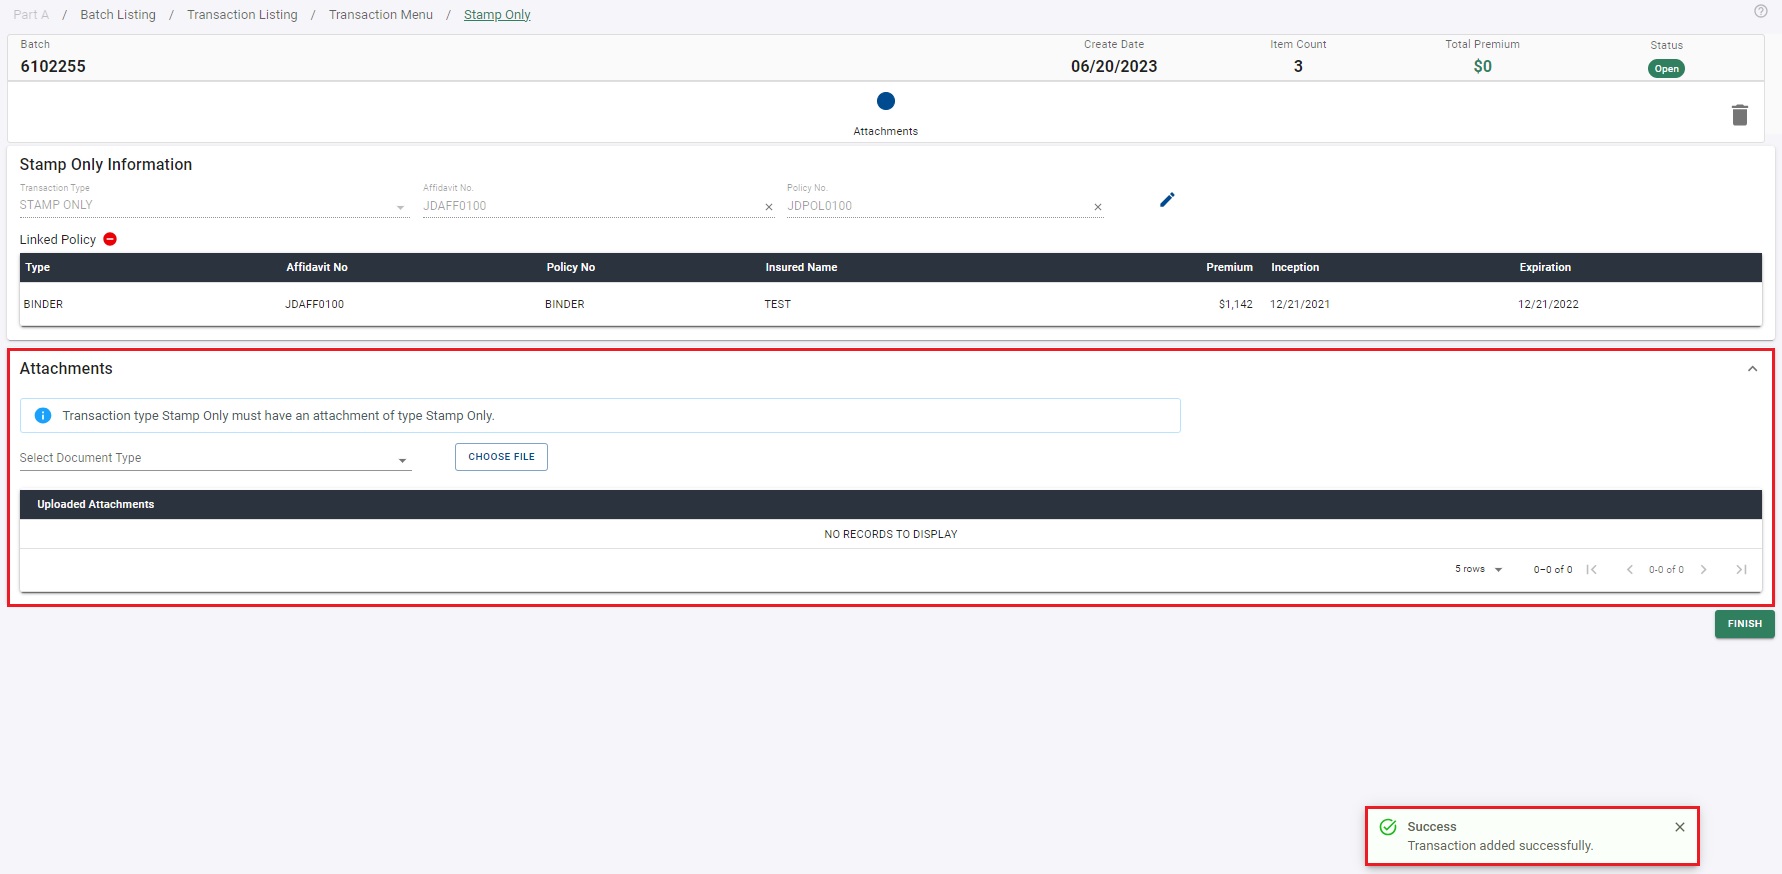 Part A / Batch Listing / Transaction Listing / Transaction Menu / Stamp Only
Batch Create Date Item Count Total Premium Status
6102255 06/20/2023 3 $0 Open
Attachments
Stamp Only Information
Transaction Type Affidavit No. Policy No.
STAMP ONLY JDAFF0100 JDPOL0100
Linked Policy
Type Affidavit No Policy No Insured Name Premium Inception Expiration
BINDER JDAFF0100 BINDER TEST $1,142 12/21/2021 12/21/2022
Attachments
Transaction type Stamp Only must have an attachment of type Stamp Only.
Select Document Type CHOOSE FILE
Uploaded Attachments
NO RECORDS TO DISPLAY
5 rows 0–0 of 0 0-0 of 0
FINISH
Success
Transaction added successfully.